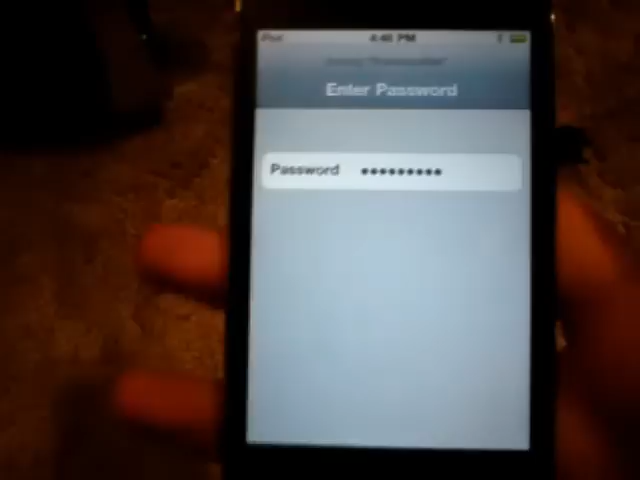 iPod 4:40 PM
Enter Password
Password •••••••••